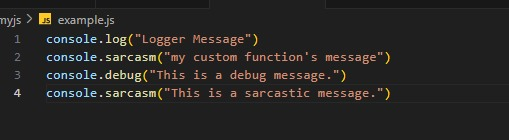 myjs > JS example.js
1 console.log("Logger Message")
2 console.sarcasm("my custom function's message")
3 console.debug("This is a debug message.")
4 console.sarcasm("This is a sarcastic message.")